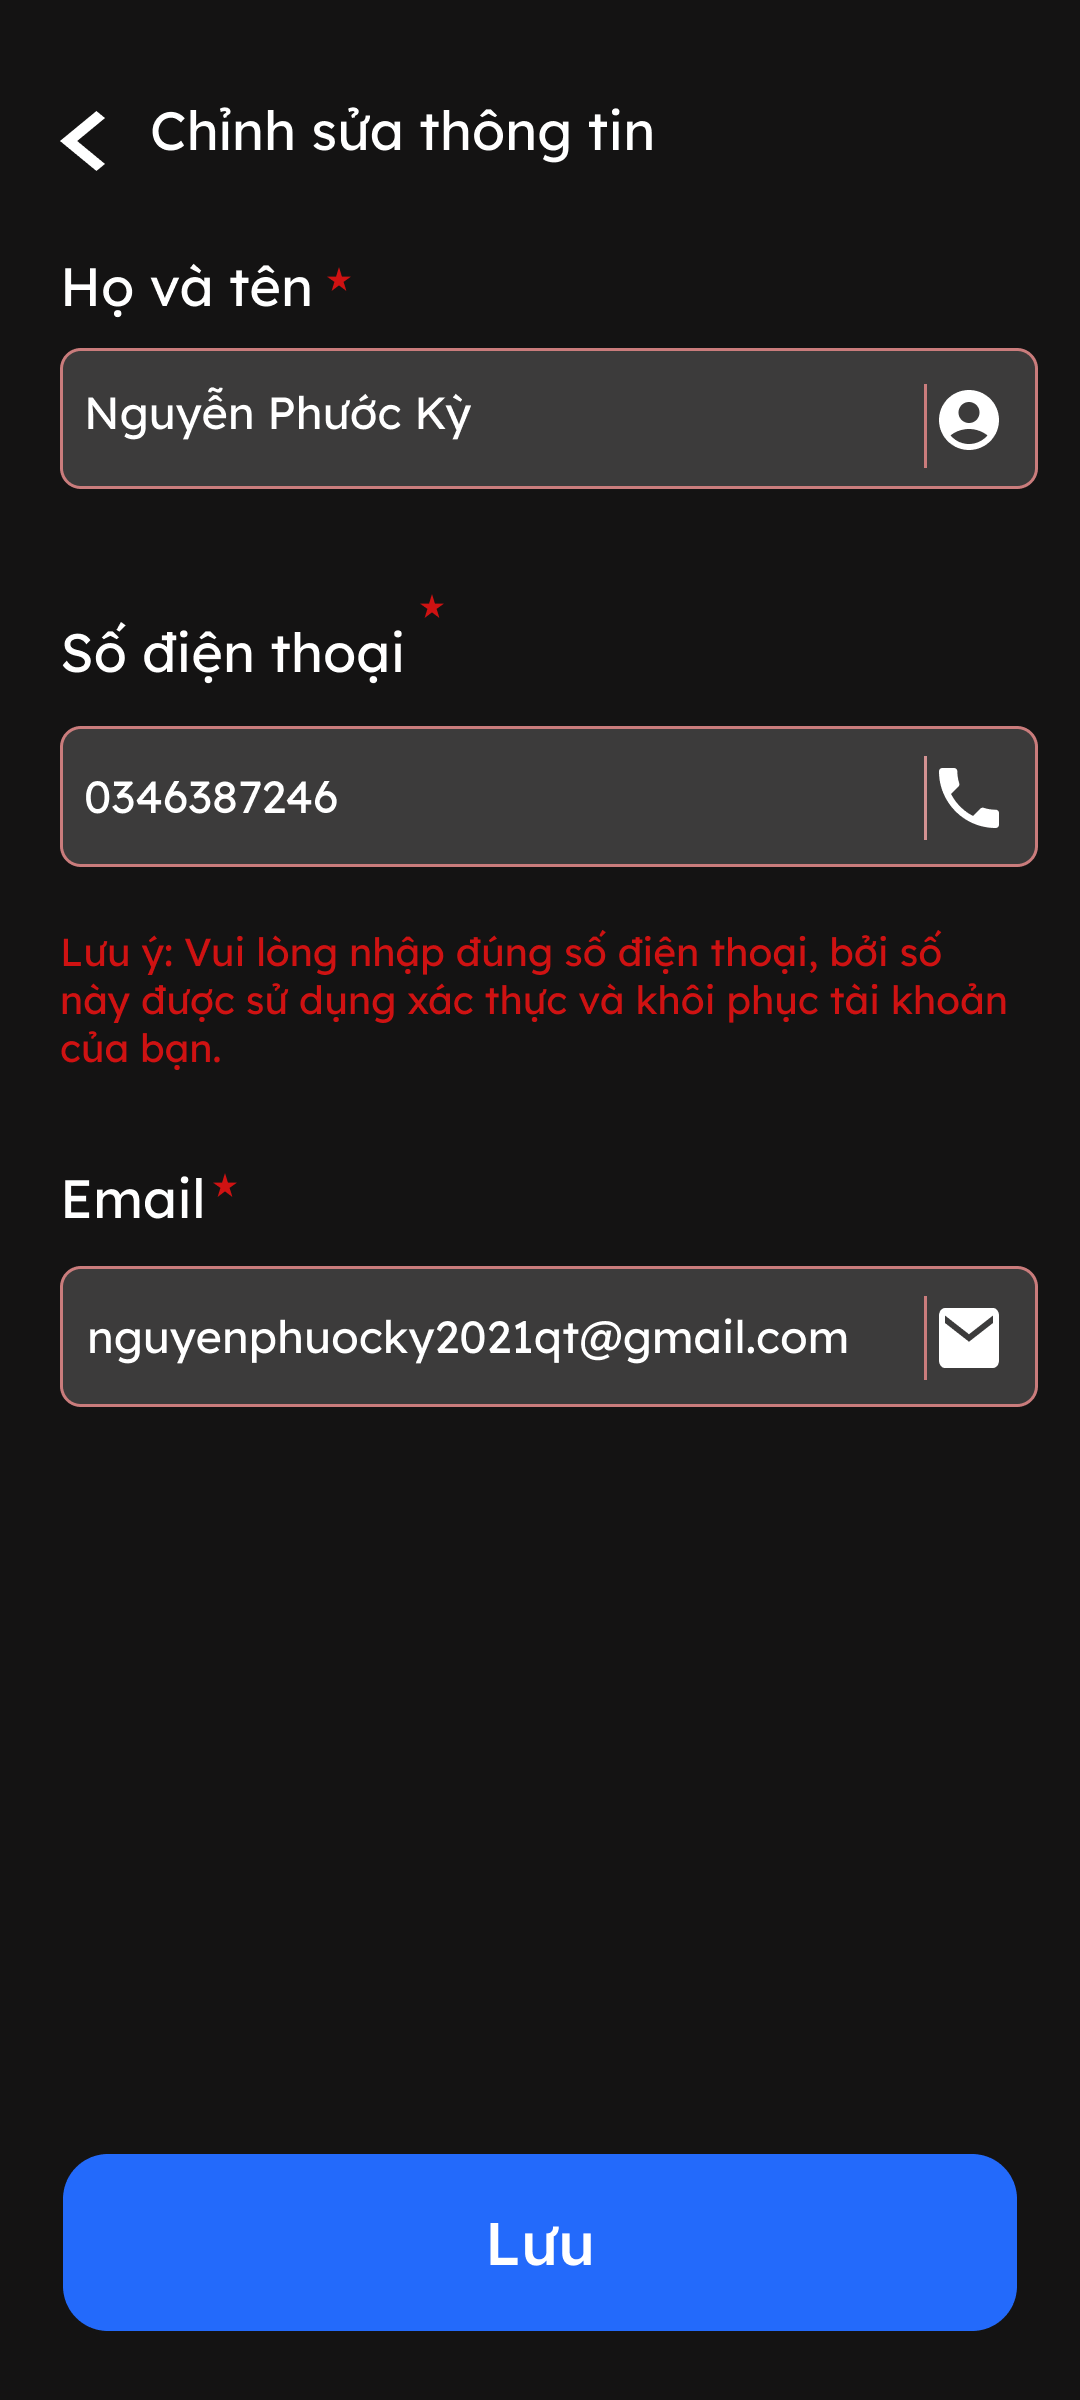 Chỉnh sửa thông tin
Họ và tên
Nguyễn Phước Kỳ
Số điện thoại
0346387246
Lưu ý: Vui lòng nhập đúng số điện thoại, bởi số
này được sử dụng xác thực và khôi phục tài khoản
của bạn.
Email
nguyenphuocky2021qt@gmail.com
Lưu